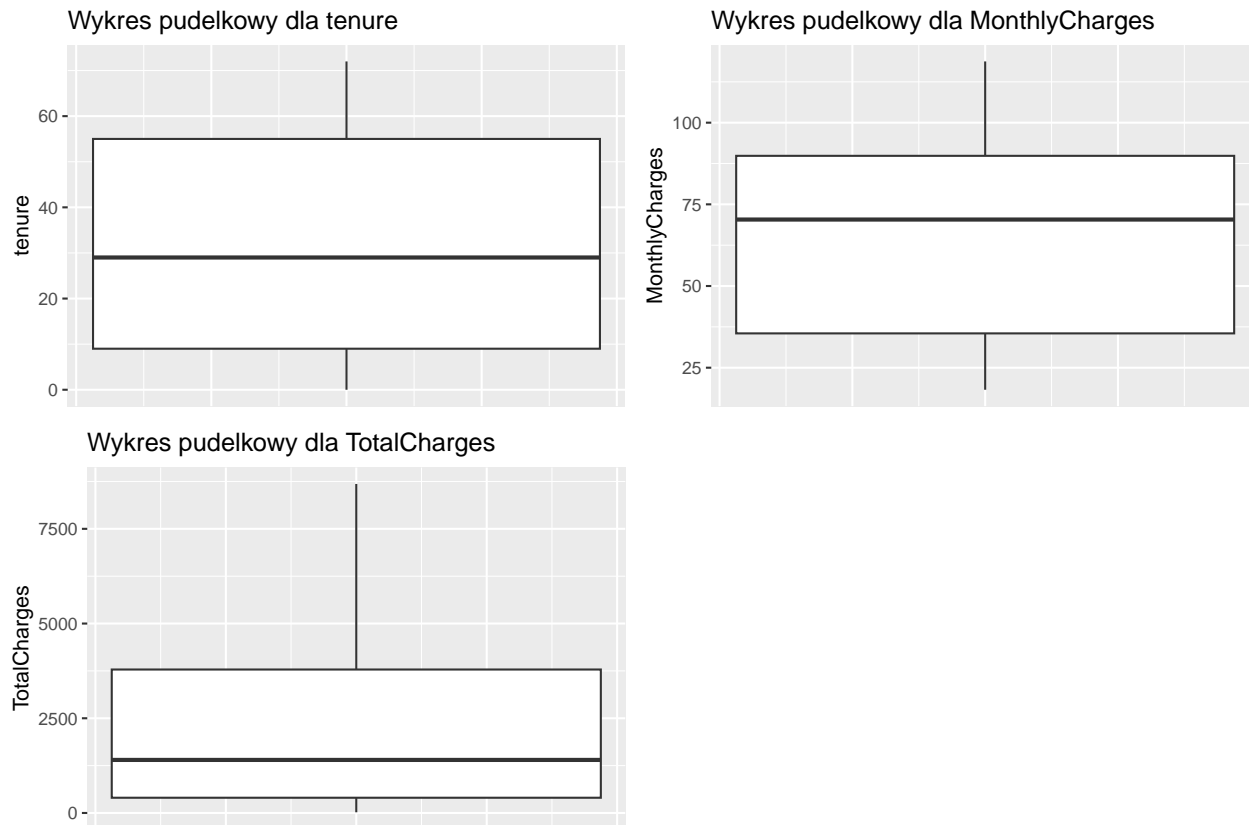 Wykres pudelkowy dla tenure
60
40
20
0
tenure
Wykres pudelkowy dla MonthlyCharges
100
75
50
25
MonthlyCharges
Wykres pudelkowy dla TotalCharges
7500
5000
2500
0
TotalCharges